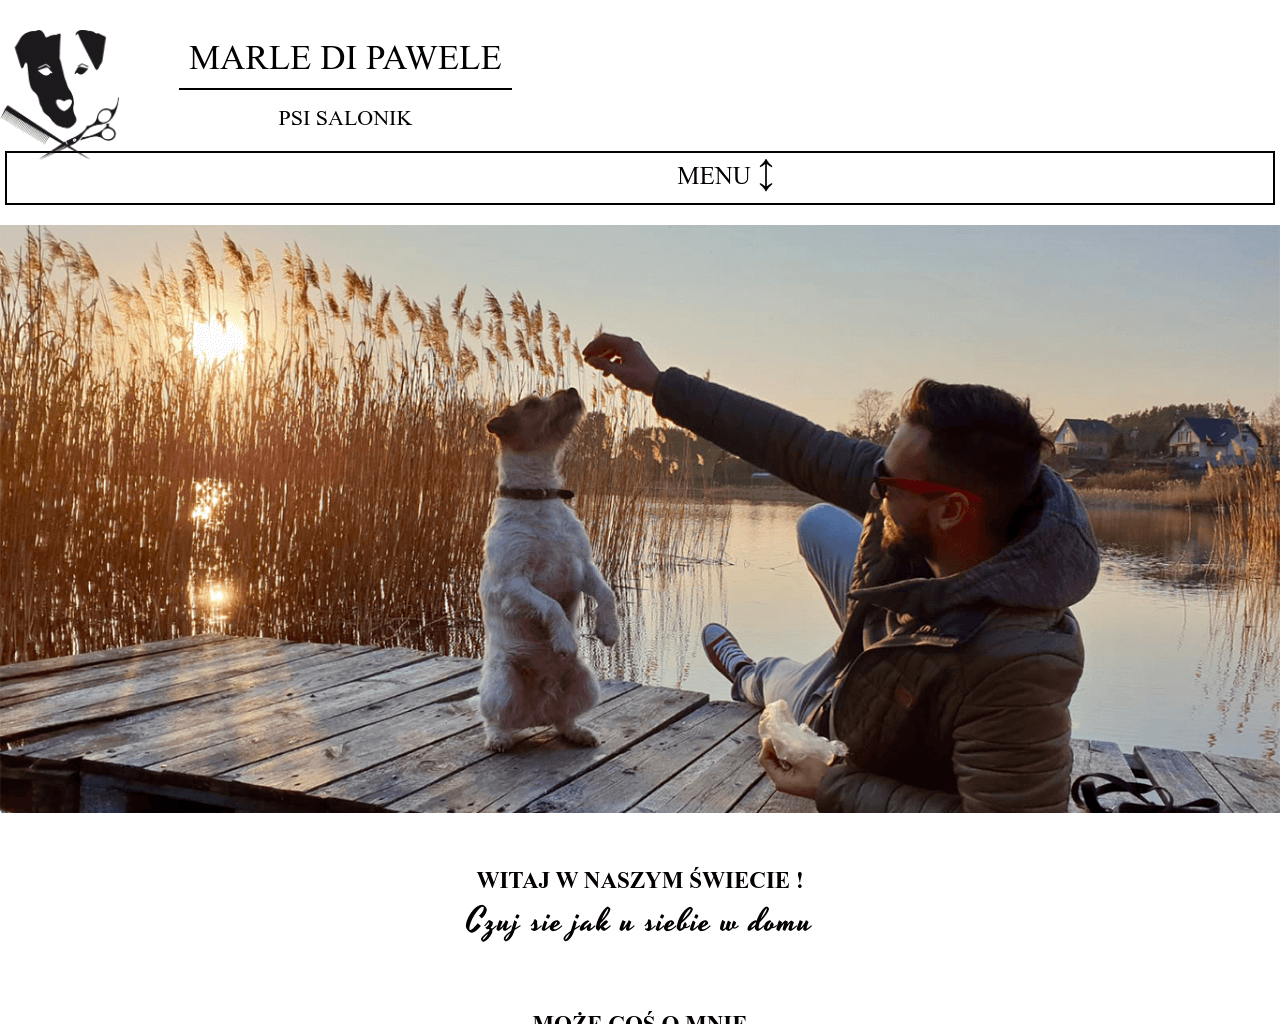 MARLE DI PAWELE
PSI SALONIK
MENU ↕
WITAJ W NASZYM ŚWIECIE !
Czuj sie jak u siebie w domu
MOŻE COŚ O MNIE